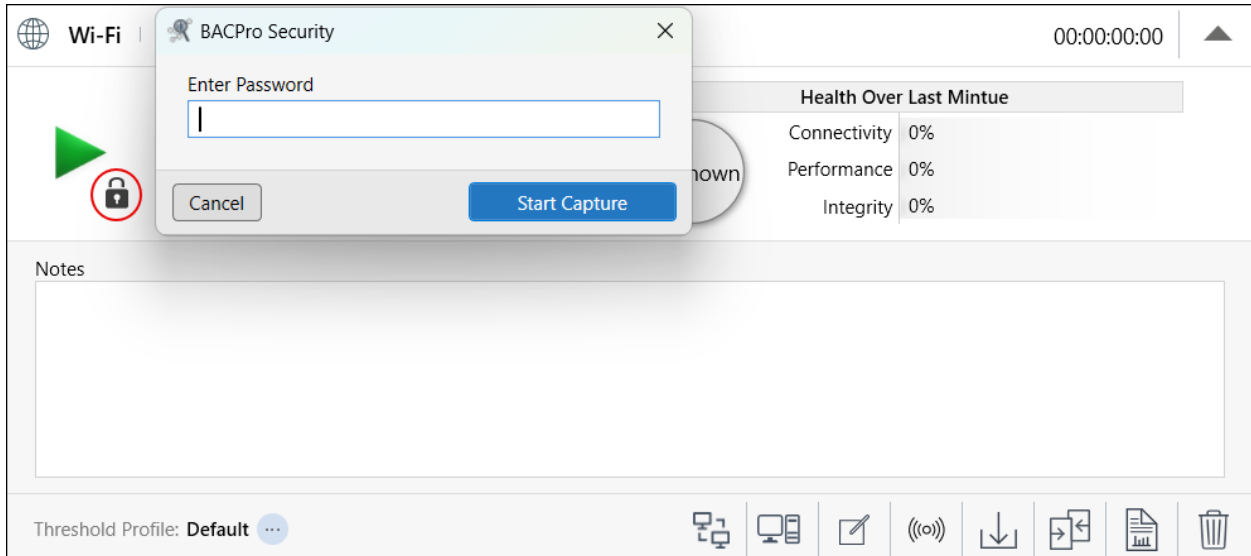 Wi-Fi
BACPro Security
00:00:00:00
Enter Password
Health Over Last Mintue
Connectivity 0%
Performance 0%
Integrity 0%
Cancel
Start Capture
Notes
Threshold Profile: Default ...